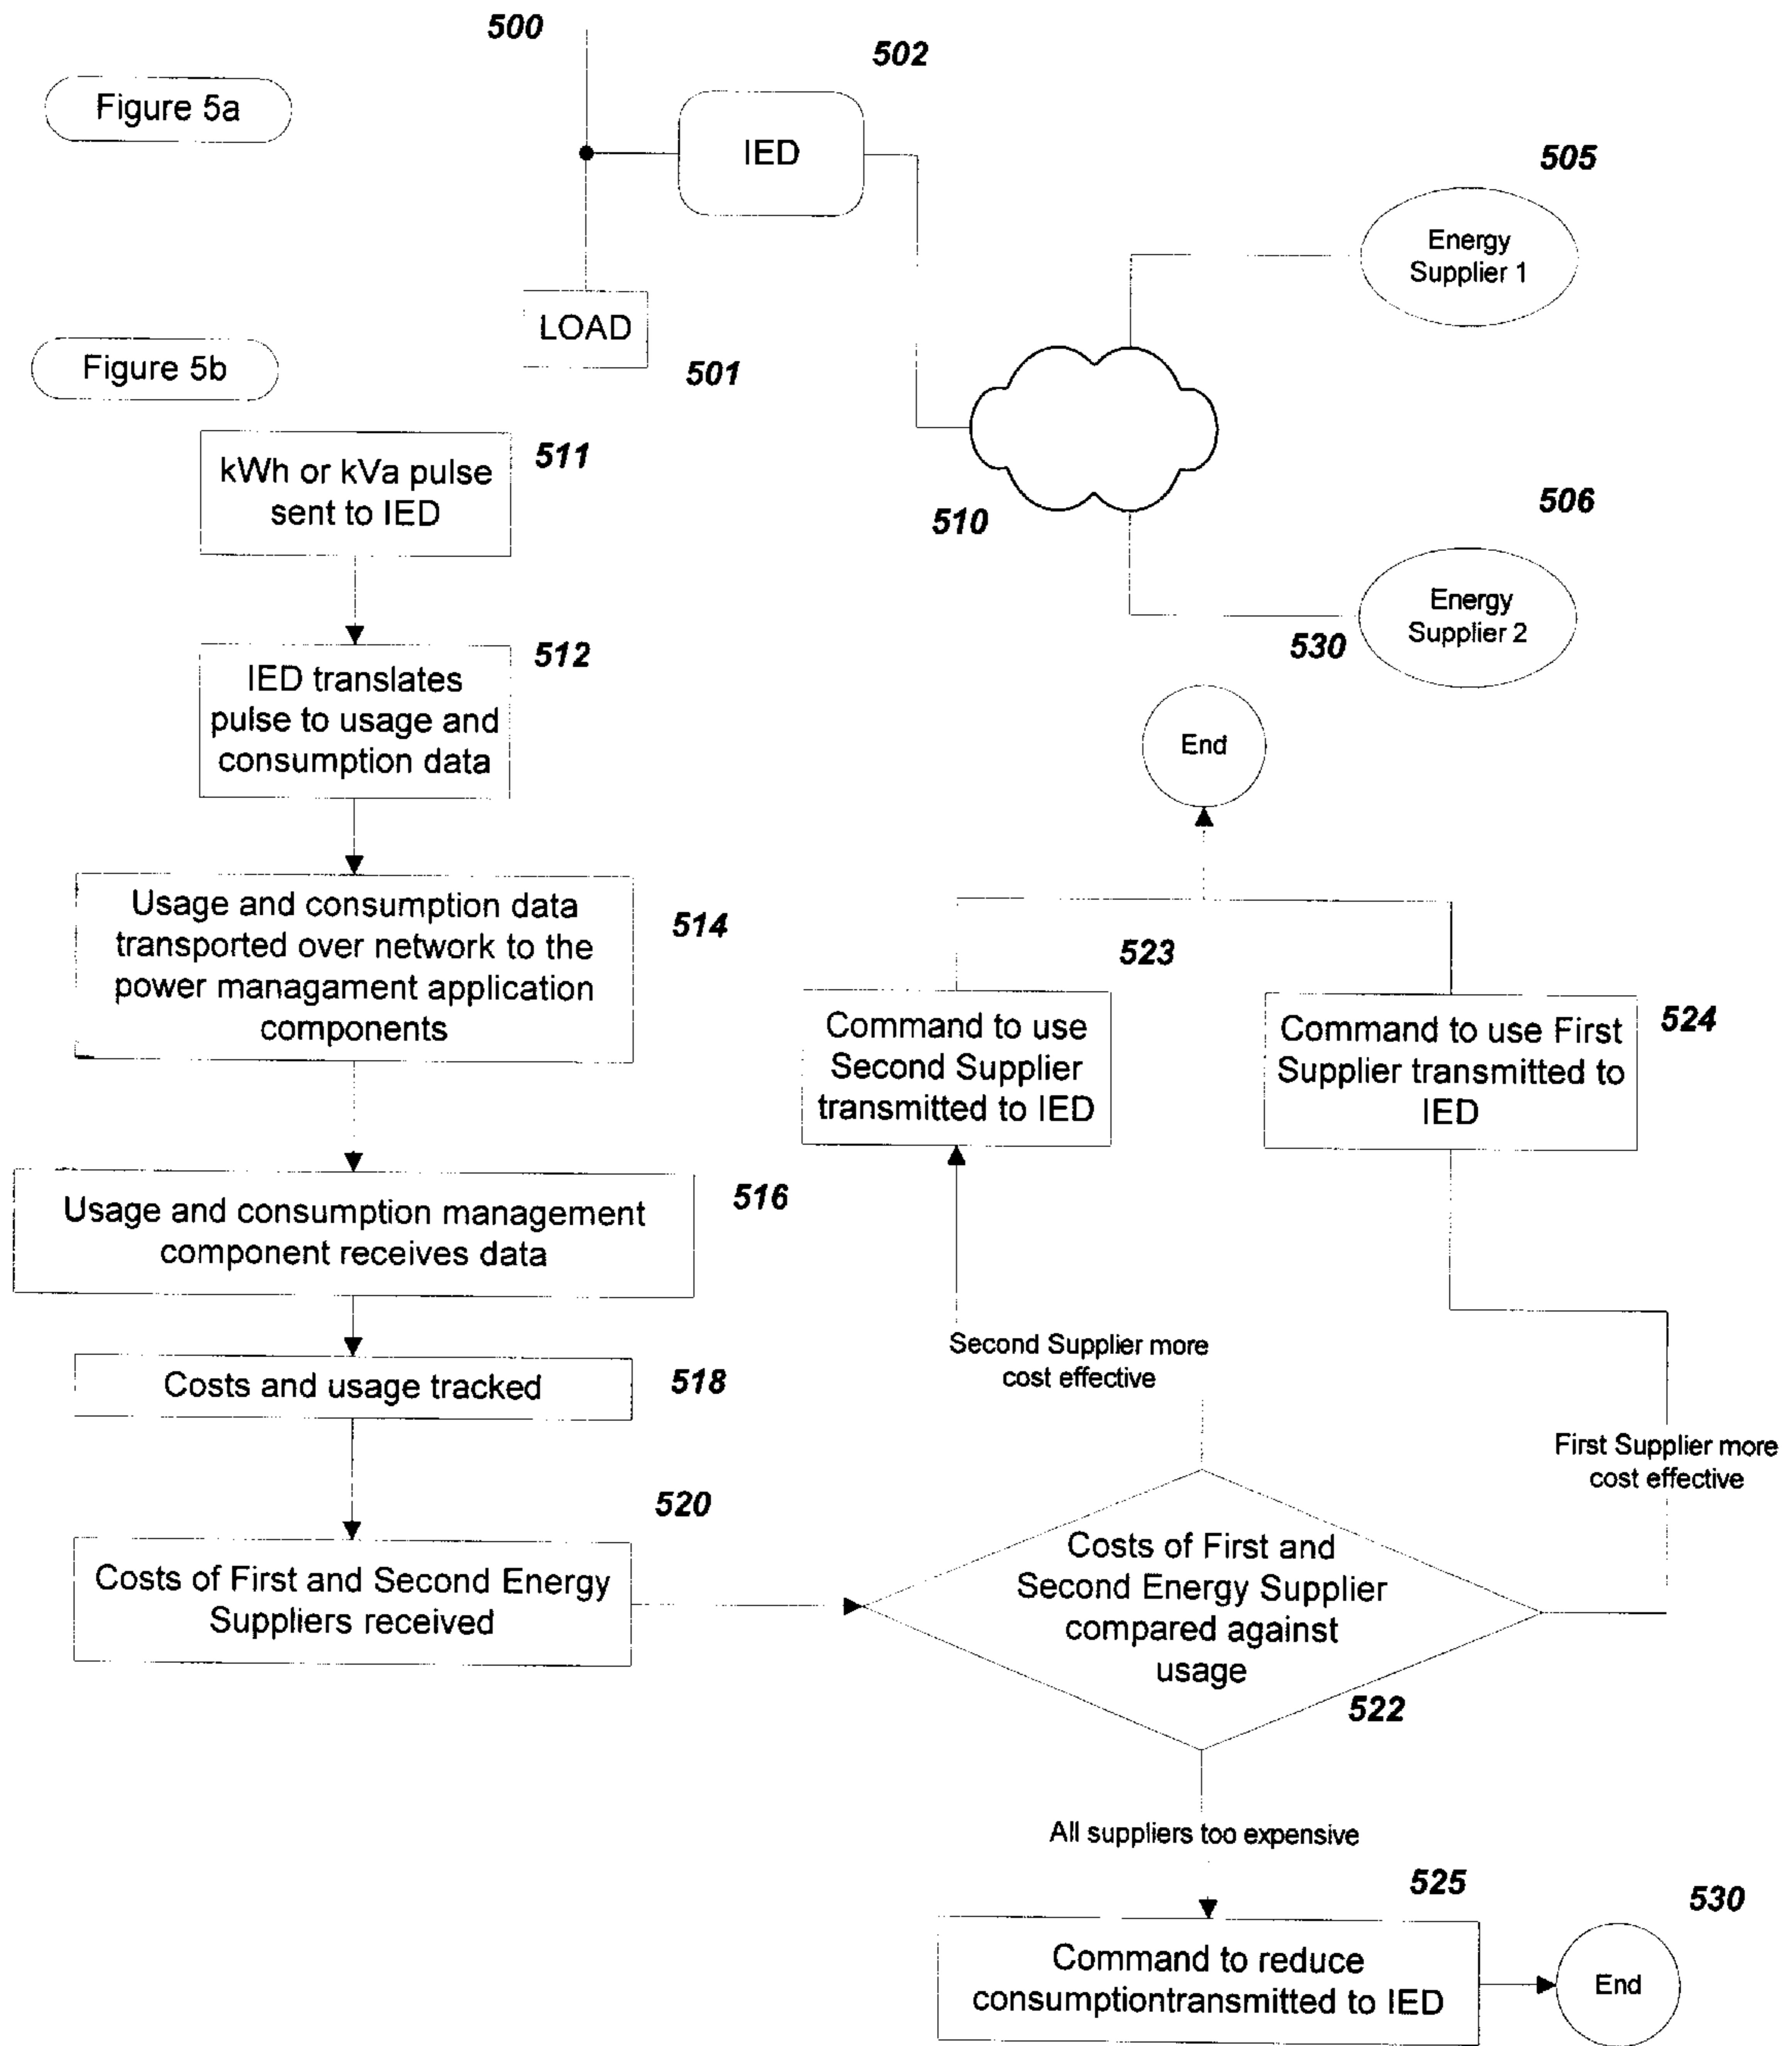 500
502
Figure 5a
IED
505
Energy
Supplier 1
LOAD
501
Figure 5b
510
506
Energy
Supplier 2
511
kWh or kVa pulse
sent to IED
512
IED translates
pulse to usage and
consumption data
514
Usage and consumption data
transported over network to the
power managament application
components
516
Usage and consumption management
component receives data
518
Costs and usage tracked
520
Costs of First and Second Energy
Suppliers received
530
End
523
Command to use
Second Supplier
transmitted to IED
524
Command to use First
Supplier transmitted to
IED
Second Supplier more
cost effective
First Supplier more
cost effective
Costs of First and
Second Energy Supplier
compared against
usage
522
All suppliers too expensive
525
Command to reduce
consumptiontransmitted to IED
530
End